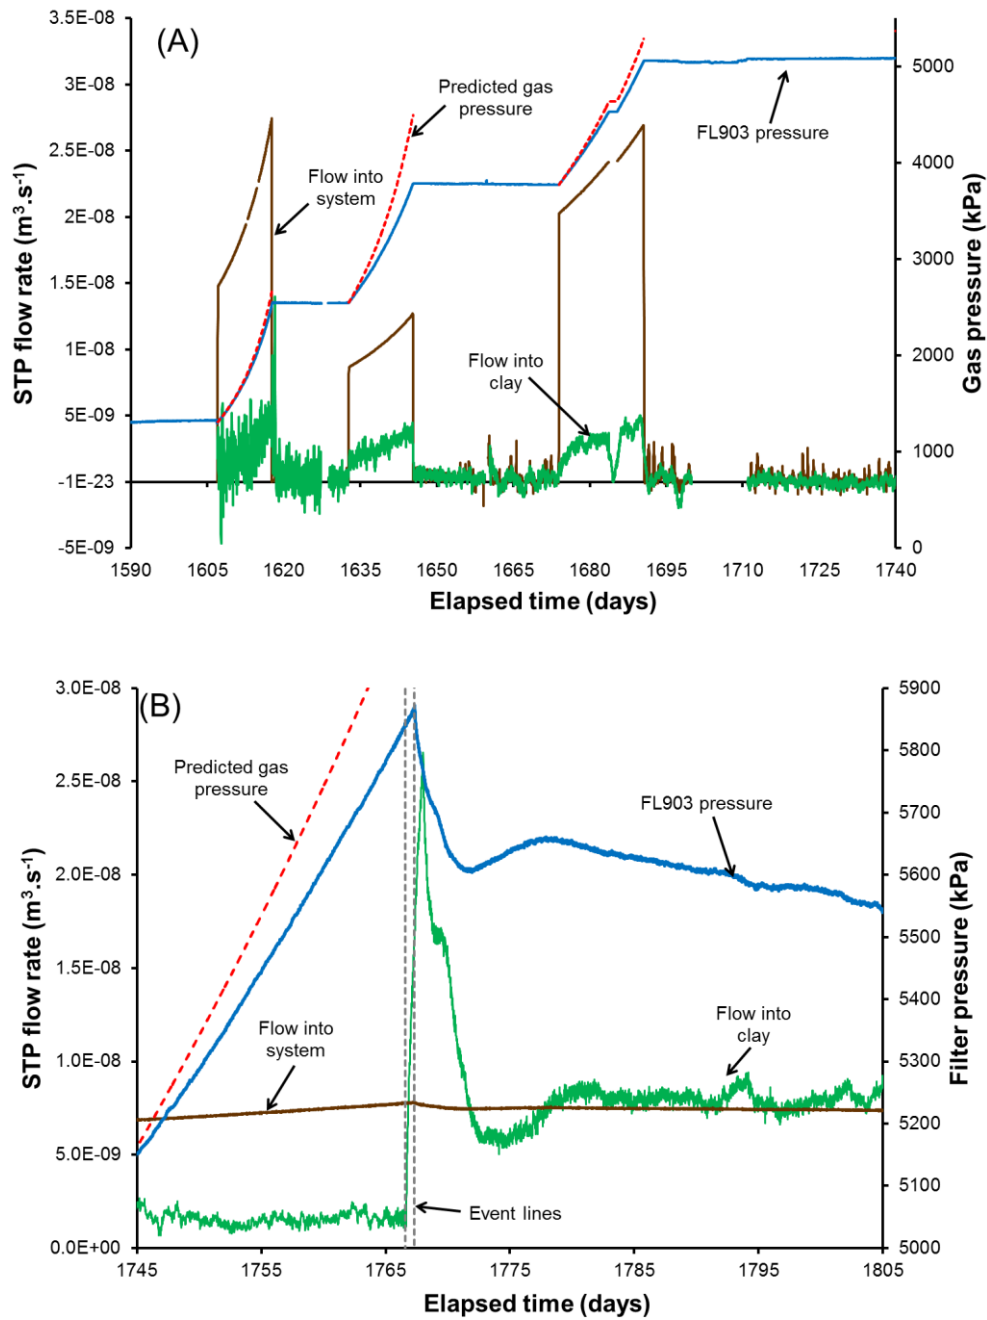 (A)
3.5E-08
3E-08
2.5E-08
2E-08
1.5E-08
1E-08
5E-09
-1E-23
-5E-09
STP flow rate (m³.s⁻¹)
5000
4000
3000
2000
1000
0
Gas pressure (kPa)
Predicted gas
pressure
FL903 pressure
Flow into
system
Flow into
clay
1590 1605 1620 1635 1650 1665 1680 1695 1710 1725 1740
Elapsed time (days)
(B)
3.0E-08
2.5E-08
2.0E-08
1.5E-08
1.0E-08
5.0E-09
0.0E+00
STP flow rate (m³.s⁻¹)
5900
5800
5700
5600
5500
5400
5300
5200
5100
5000
Filter pressure (kPa)
Predicted gas
pressure
FL903 pressure
Flow into
system
Flow into
clay
Event lines
1745 1755 1765 1775 1785 1795 1805
Elapsed time (days)